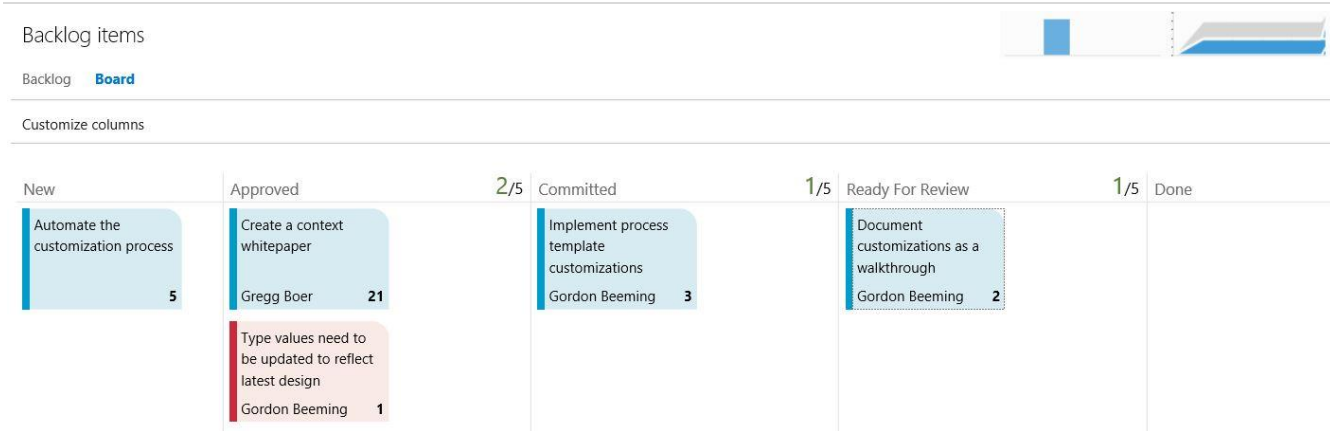 Backlog items
Backlog Board
Customize columns
New Approved 2/5 Committed 1/5 Ready For Review 1/5 Done
Automate the
customization process
5
Create a context
whitepaper
Gregg Boer 21
Type values need to
be updated to reflect
latest design
Gordon Beeming 1
Implement process
template
customizations
Gordon Beeming 3
Document
customizations as a
walkthrough
Gordon Beeming 2